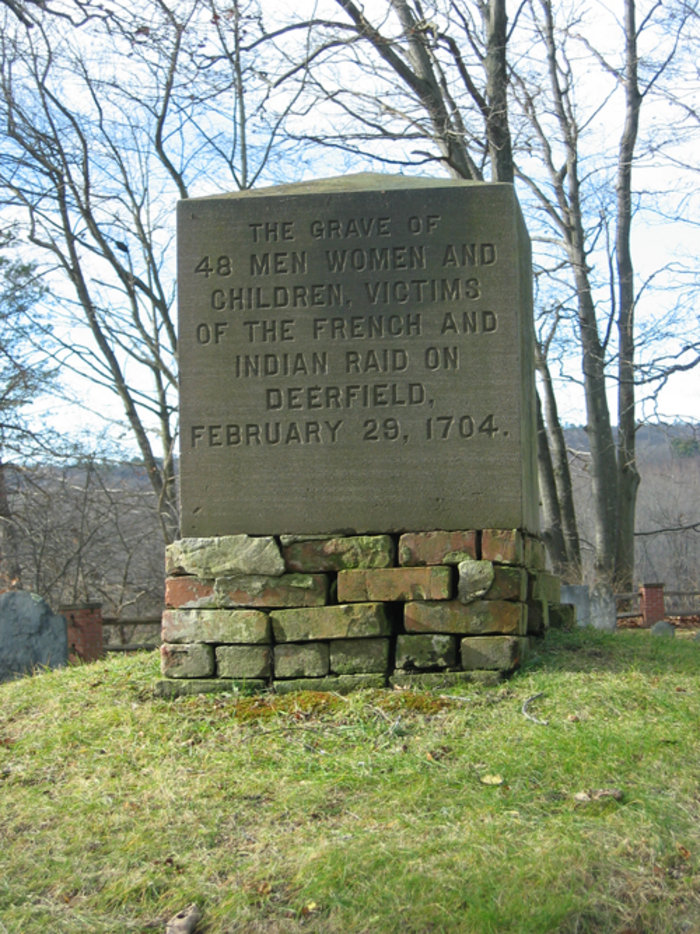 THE GRAVE OF
48 MEN WOMEN AND
CHILDREN, VICTIMS
OF THE FRENCH AND
INDIAN RAID ON
DEERFIELD,
FEBRUARY 29, 1704.